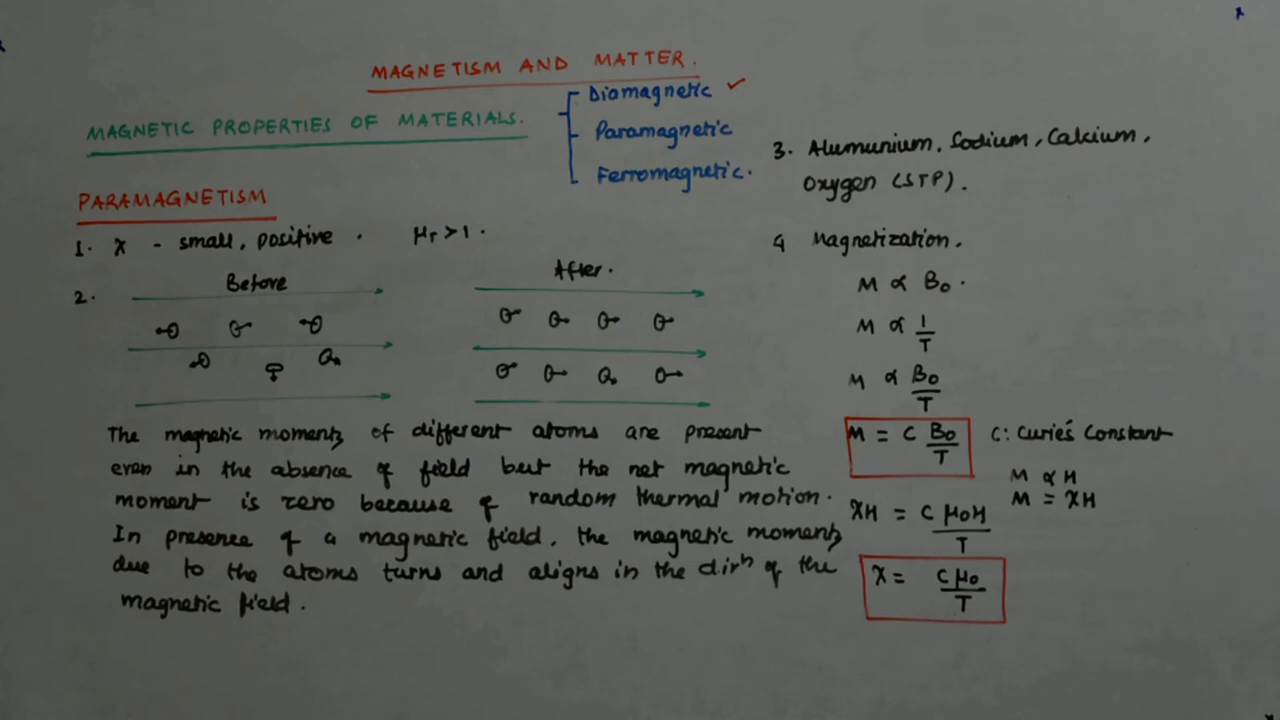 MAGNETISM AND MATTER.
MAGNETIC PROPERTIES OF MATERIALS.
Diamagnetic ✓
Paramagnetic
Ferromagnetic.
PARAMAGNETISM
1. χ - small, positive. μr > 1.
2.
Before
After.
The magnetic moments of different atoms are present
even in the absence of field but the net magnetic
moment is zero because of random thermal motion.
In presence of a magnetic field, the magnetic moments
due to the atoms turns and aligns in the dirn of the
magnetic field.
3. Alumunium, Sodium, Calcium,
Oxygen (STP).
4 Magnetization.
M ∝ B₀.
M ∝ 1/T
M ∝ B₀/T
M = C B₀/T C: Curie's Constant
M ∝ H
M = χH
χH = C μ₀H/T
χ = Cμ₀/T